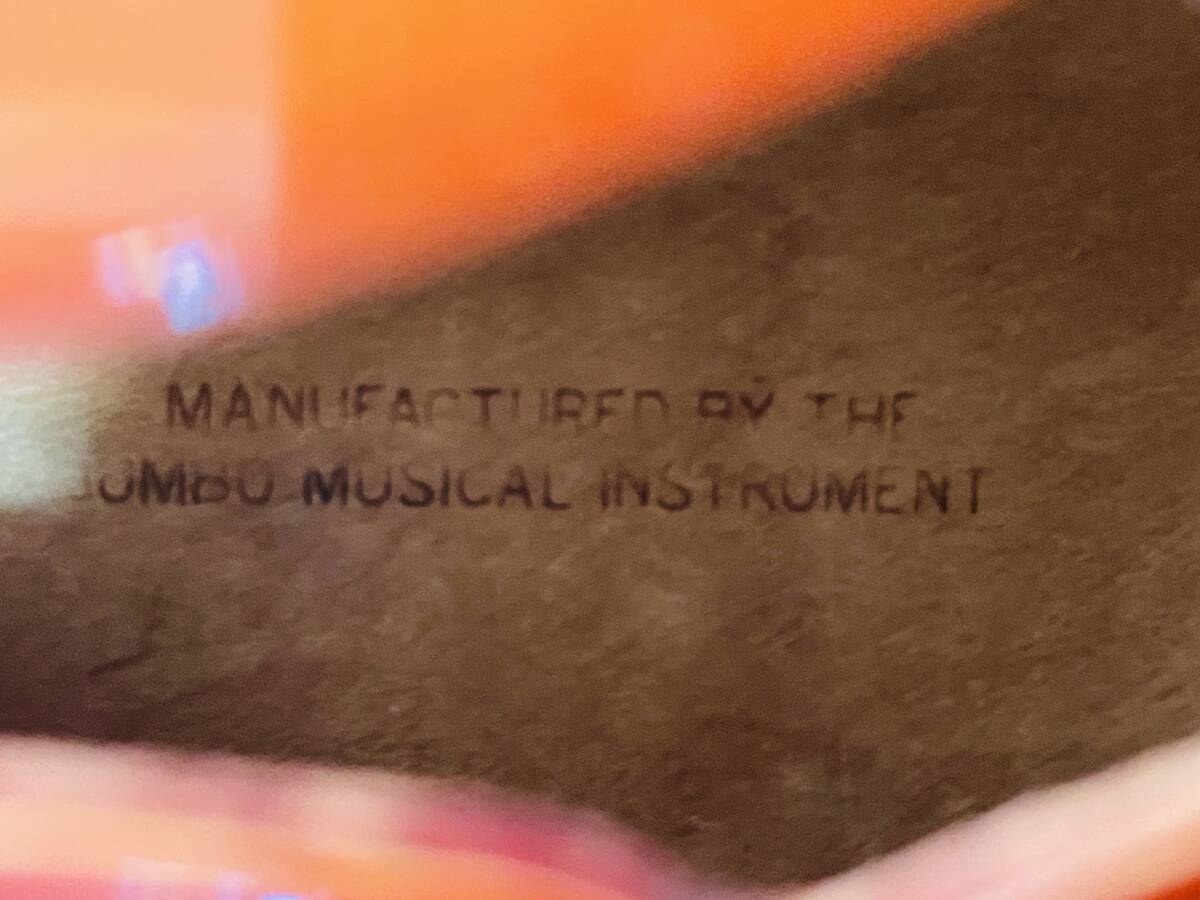 MANUFACTURED BY THE
MUSICAL INSTRUMENT